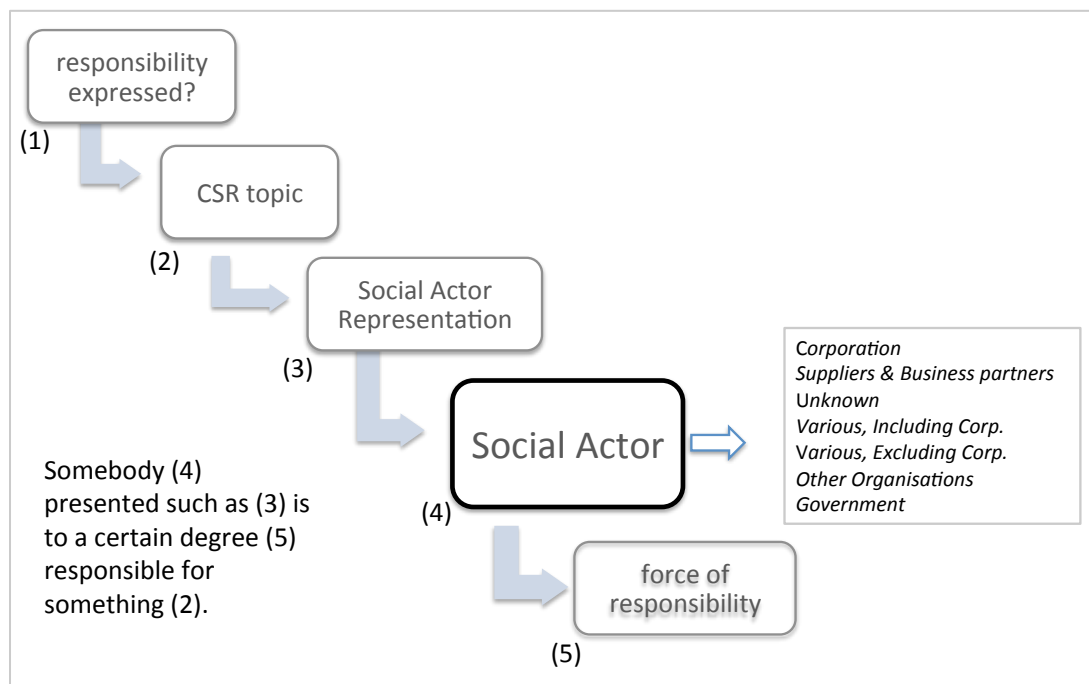 responsibility
expressed?
(1)
CSR topic
(2)
Social Actor
Representation
(3)
Social Actor
(4)
Corporation
Suppliers & Business partners
Unknown
Various, Including Corp.
Various, Excluding Corp.
Other Organisations
Government
force of
responsibility
(5)
Somebody (4)
presented such as (3) is
to a certain degree (5)
responsible for
something (2).